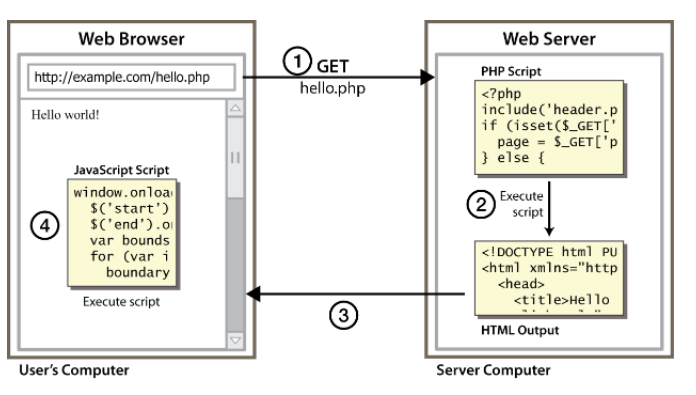 Web Browser
http://example.com/hello.php
Hello world!
JavaScript Script
window.onloa
$('start')
$('end').o
var bounds
for (var i
boundary
4
Execute script
User's Computer
1 GET
hello.php
3
Web Server
PHP Script
<?php
include('header.p
if (isset($_GET['
page = $_GET['p
} else {
2 Execute
script
<!DOCTYPE html PU
<html xmlns="http
<head>
<title>Hello
HTML Output
Server Computer